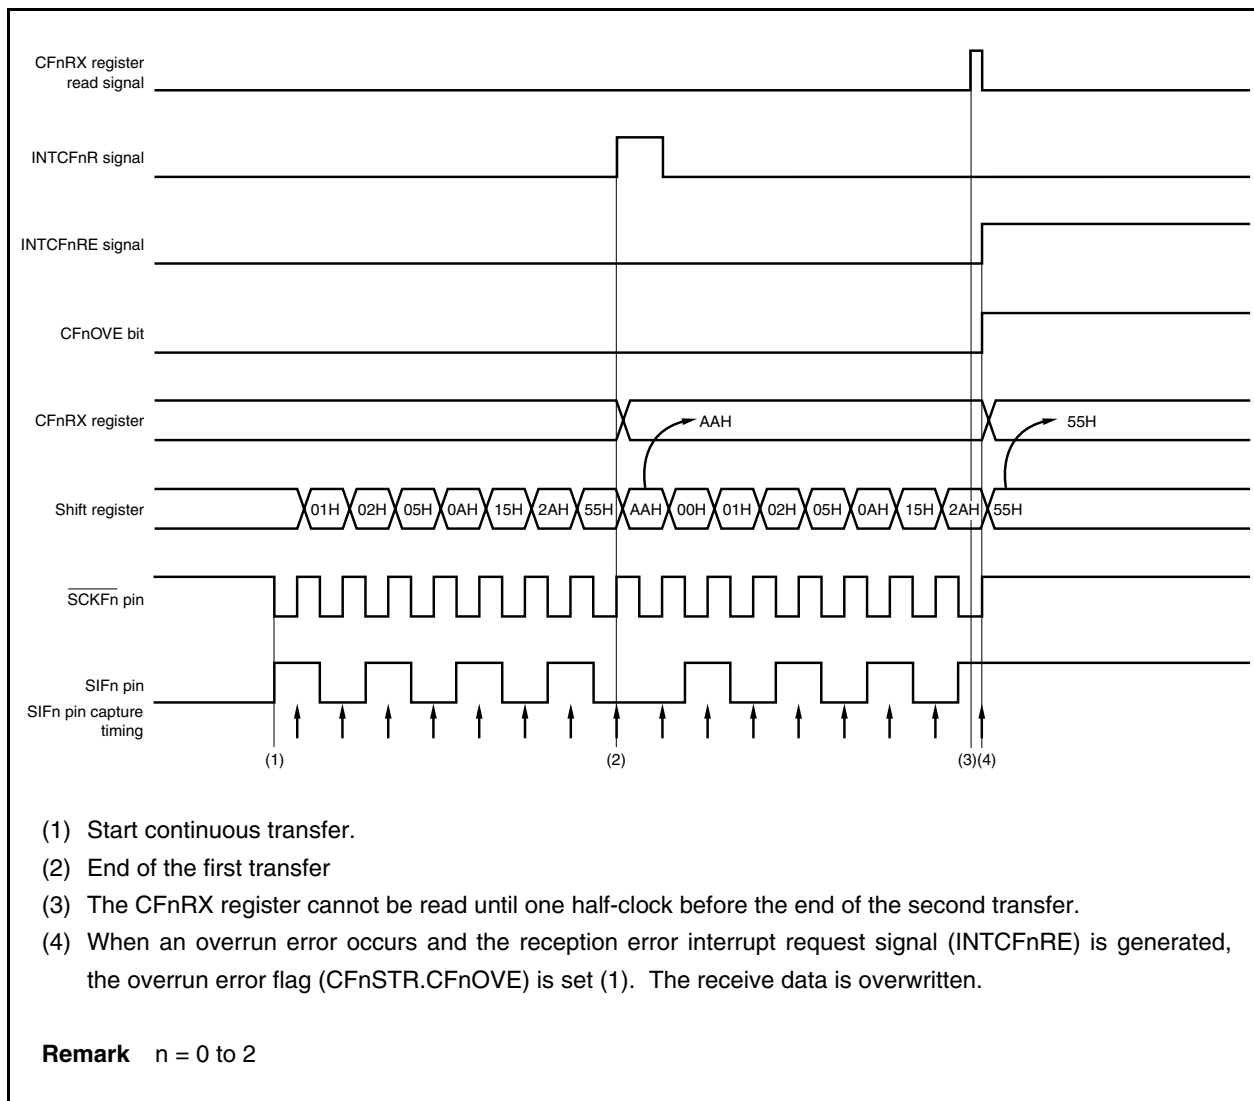 CFnRX register
read signal
INTCFnR signal
INTCFnRE signal
CFnOVE bit
CFnRX register
AAH
55H
Shift register
01H 02H 05H 0AH 15H 2AH 55H AAH 00H 01H 02H 05H 0AH 15H 2AH 55H
SCKFn pin
SIFn pin
SIFn pin capture
timing
(1) (2) (3) (4)
(1) Start continuous transfer.
(2) End of the first transfer
(3) The CFnRX register cannot be read until one half-clock before the end of the second transfer.
(4) When an overrun error occurs and the reception error interrupt request signal (INTCFnRE) is generated,
the overrun error flag (CFnSTR.CFnOVE) is set (1). The receive data is overwritten.
Remark n = 0 to 2